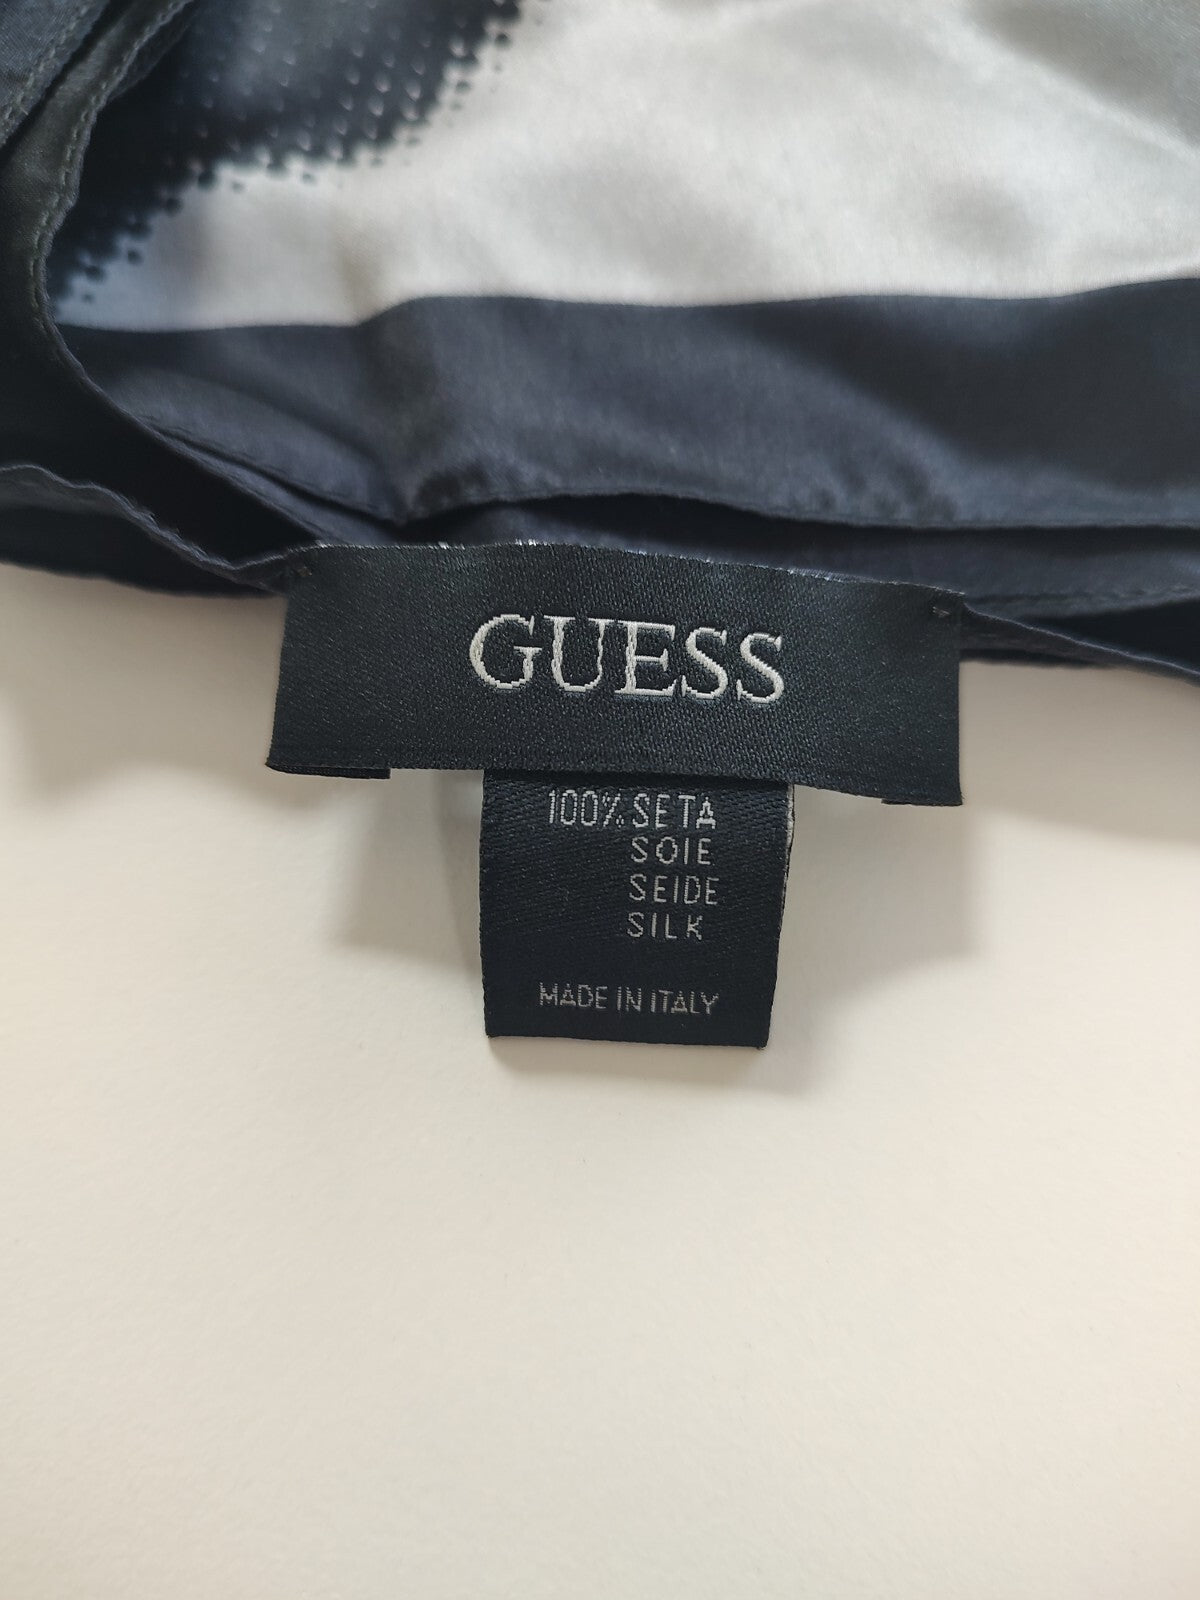 GUESS
100% SETA
SOIE
SEIDE
SILK
MADE IN ITALY